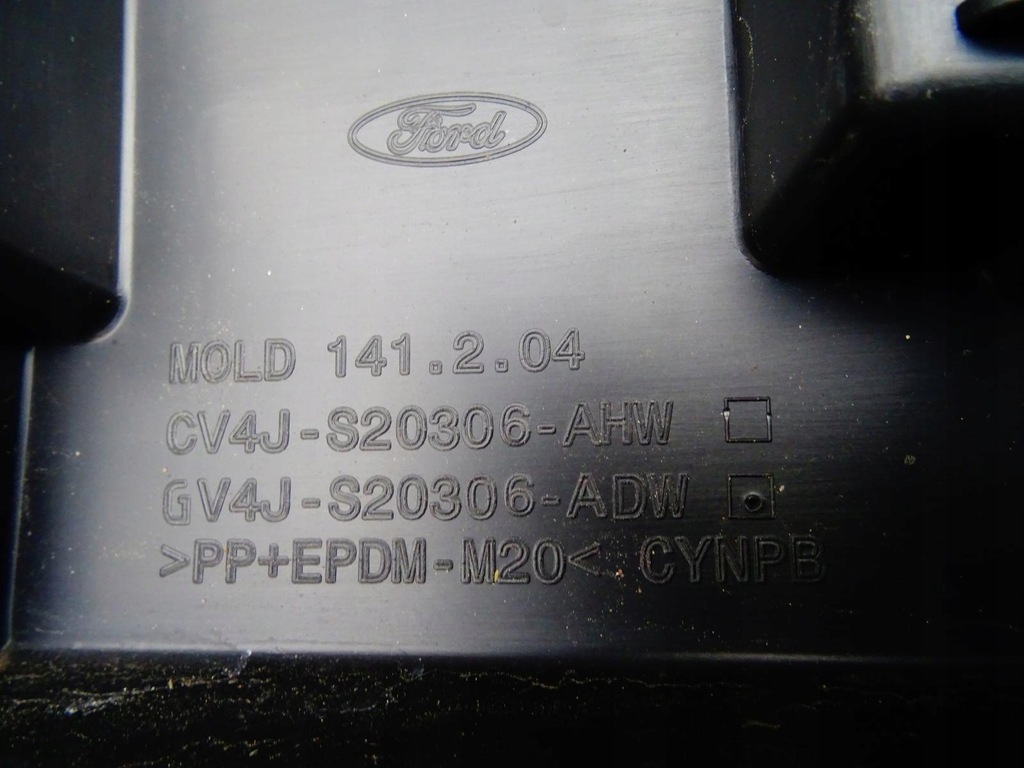 Ford
MOLD 141.2.04
CV4J-S20306-AHW
GV4J-S20306-ADW
>PP+EPDM-M20< CYNPB